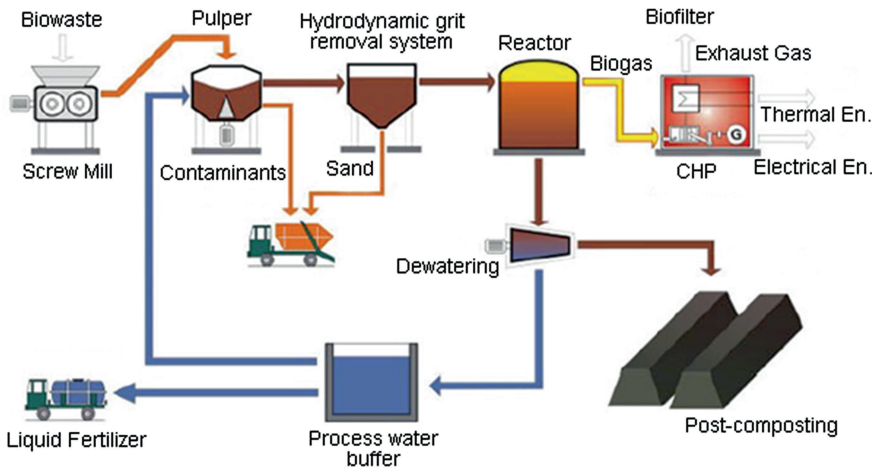 Biowaste
Pulper
Hydrodynamic grit
removal system
Reactor
Biogas
Biofilter
Exhaust Gas
Thermal En.
Electrical En.
G
CHP
Screw Mill
Contaminants
Sand
Dewatering
Liquid Fertilizer
Process water
buffer
Post-composting